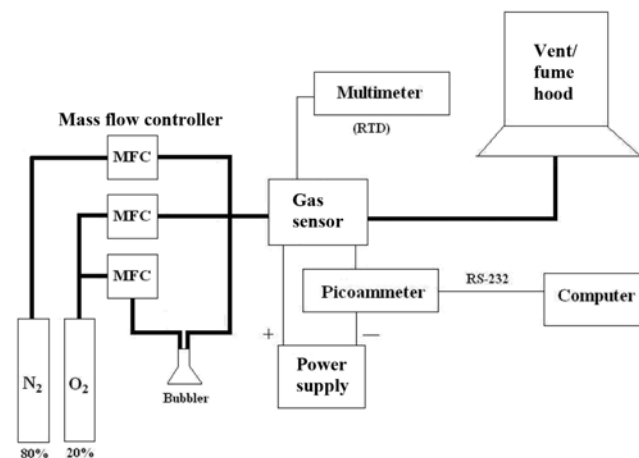 Vent/
fume
hood
Multimeter
(RTD)
Mass flow controller
MFC
MFC
MFC
Gas
sensor
Picoammeter
RS-232
Computer
+
—
Power
supply
Bubbler
N₂
O₂
80%
20%